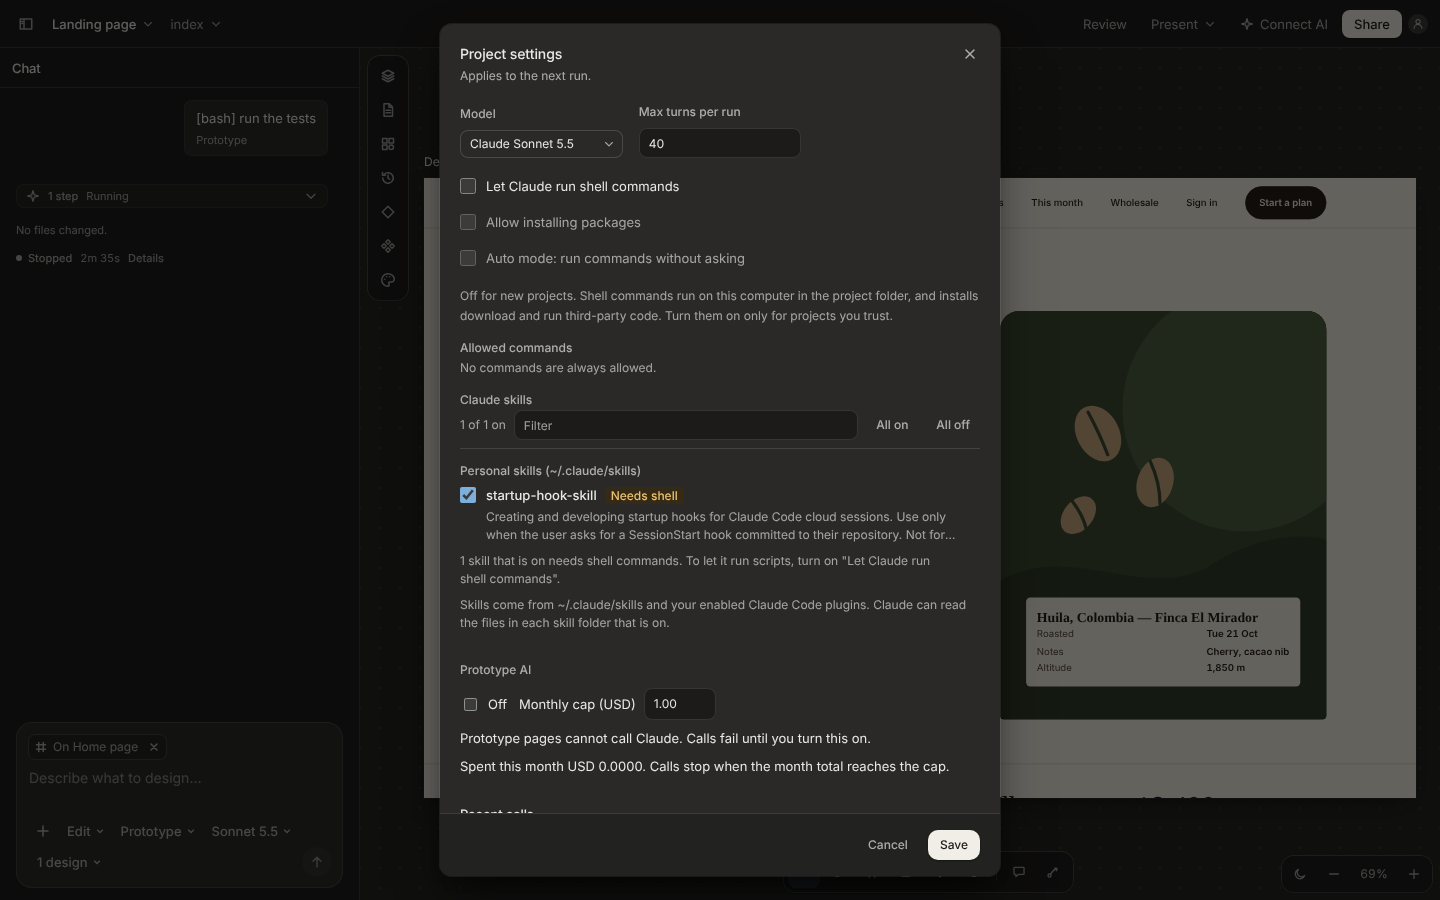 Landing page
index
Review
Present
Connect AI
Share
Chat
[bash] run the tests
Prototype
1 step Running
No files changed.
Stopped 2m 35s Details
On Home page
Describe what to design...
Edit
Prototype
Sonnet 5.5
1 design
De
Project settings
Applies to the next run.
Model
Max turns per run
Claude Sonnet 5.5
40
Let Claude run shell commands
Allow installing packages
Auto mode: run commands without asking
Off for new projects. Shell commands run on this computer in the project folder, and installs
download and run third-party code. Turn them on only for projects you trust.
Allowed commands
No commands are always allowed.
Claude skills
1 of 1 on
Filter
All on
All off
Personal skills (~/.claude/skills)
startup-hook-skill Needs shell
Creating and developing startup hooks for Claude Code cloud sessions. Use only
when the user asks for a SessionStart hook committed to their repository. Not for...
1 skill that is on needs shell commands. To let it run scripts, turn on "Let Claude run
shell commands".
Skills come from ~/.claude/skills and your enabled Claude Code plugins. Claude can read
the files in each skill folder that is on.
Prototype AI
Off Monthly cap (USD) 1.00
Prototype pages cannot call Claude. Calls fail until you turn this on.
Spent this month USD 0.0000. Calls stop when the month total reaches the cap.
Cancel
Save
s
This month
Wholesale
Sign in
Start a plan
Huila, Colombia — Finca El Mirador
Roasted Tue 21 Oct
Notes Cherry, cacao nib
Altitude 1,850 m
69%